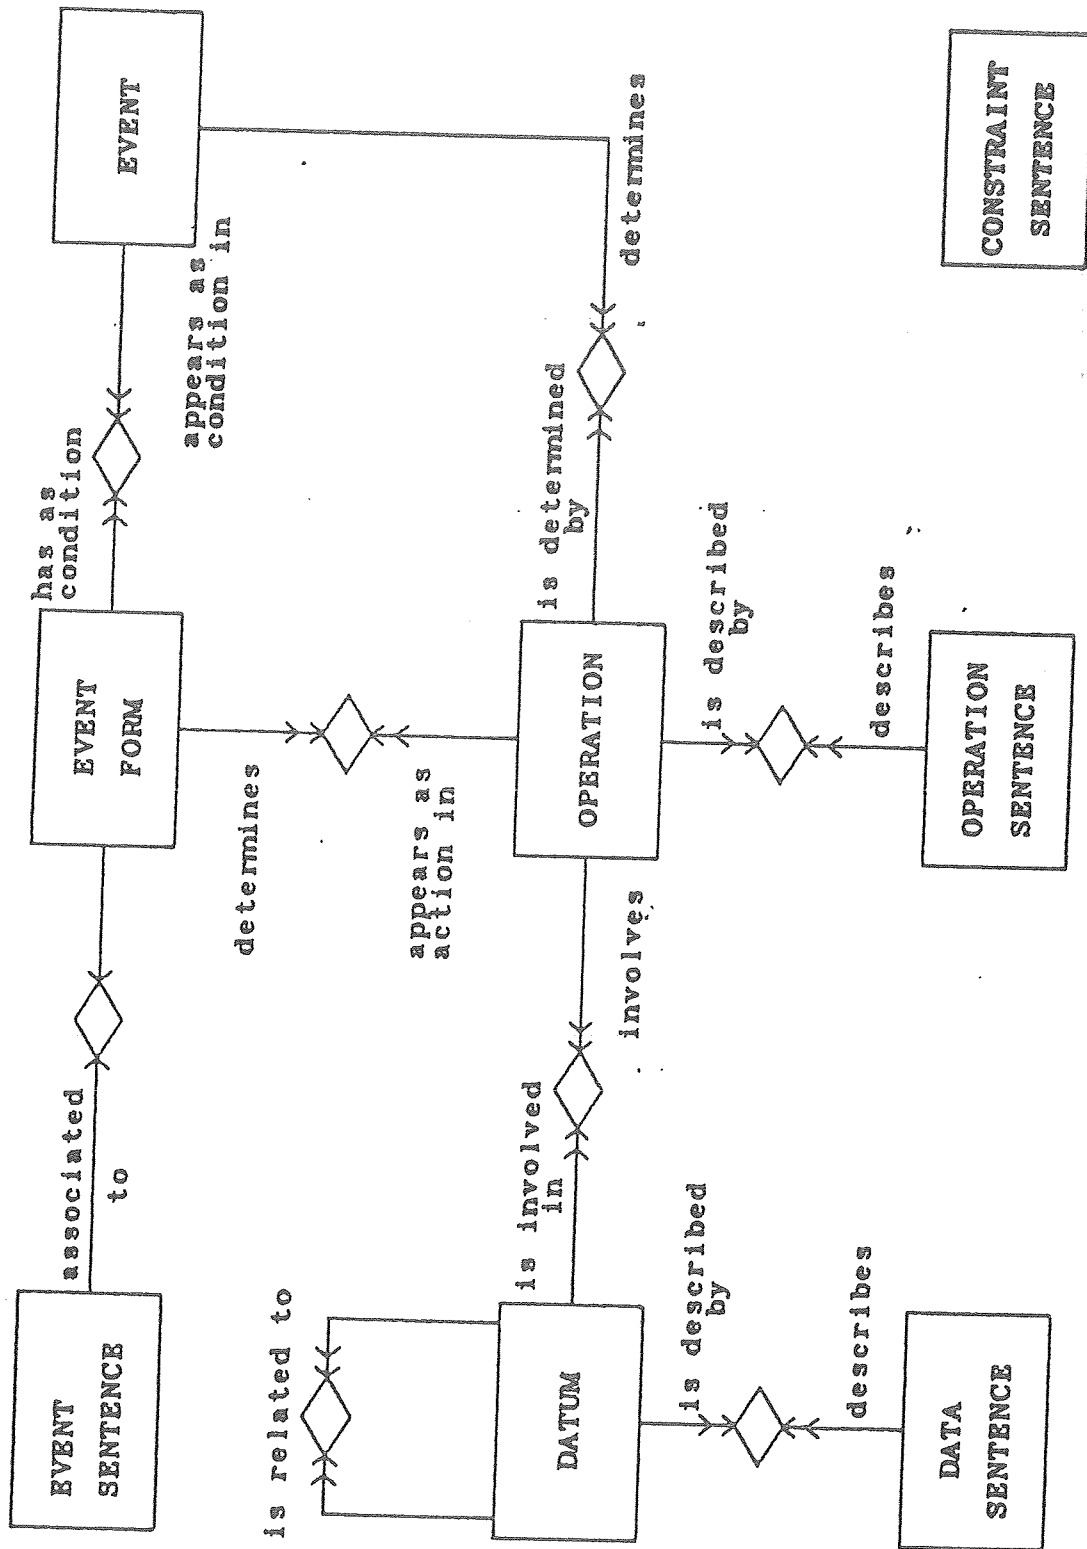 EVENT
SENTENCE
associated
to
EVENT
FORM
has as
condition
appears as
condition in
EVENT
is related to
determines
appears as
action in
DATUM
is involved
in
involves
OPERATION
is determined
by
determines
is described
by
describes
is described
by
describes
DATA
SENTENCE
OPERATION
SENTENCE
CONSTRAINT
SENTENCE